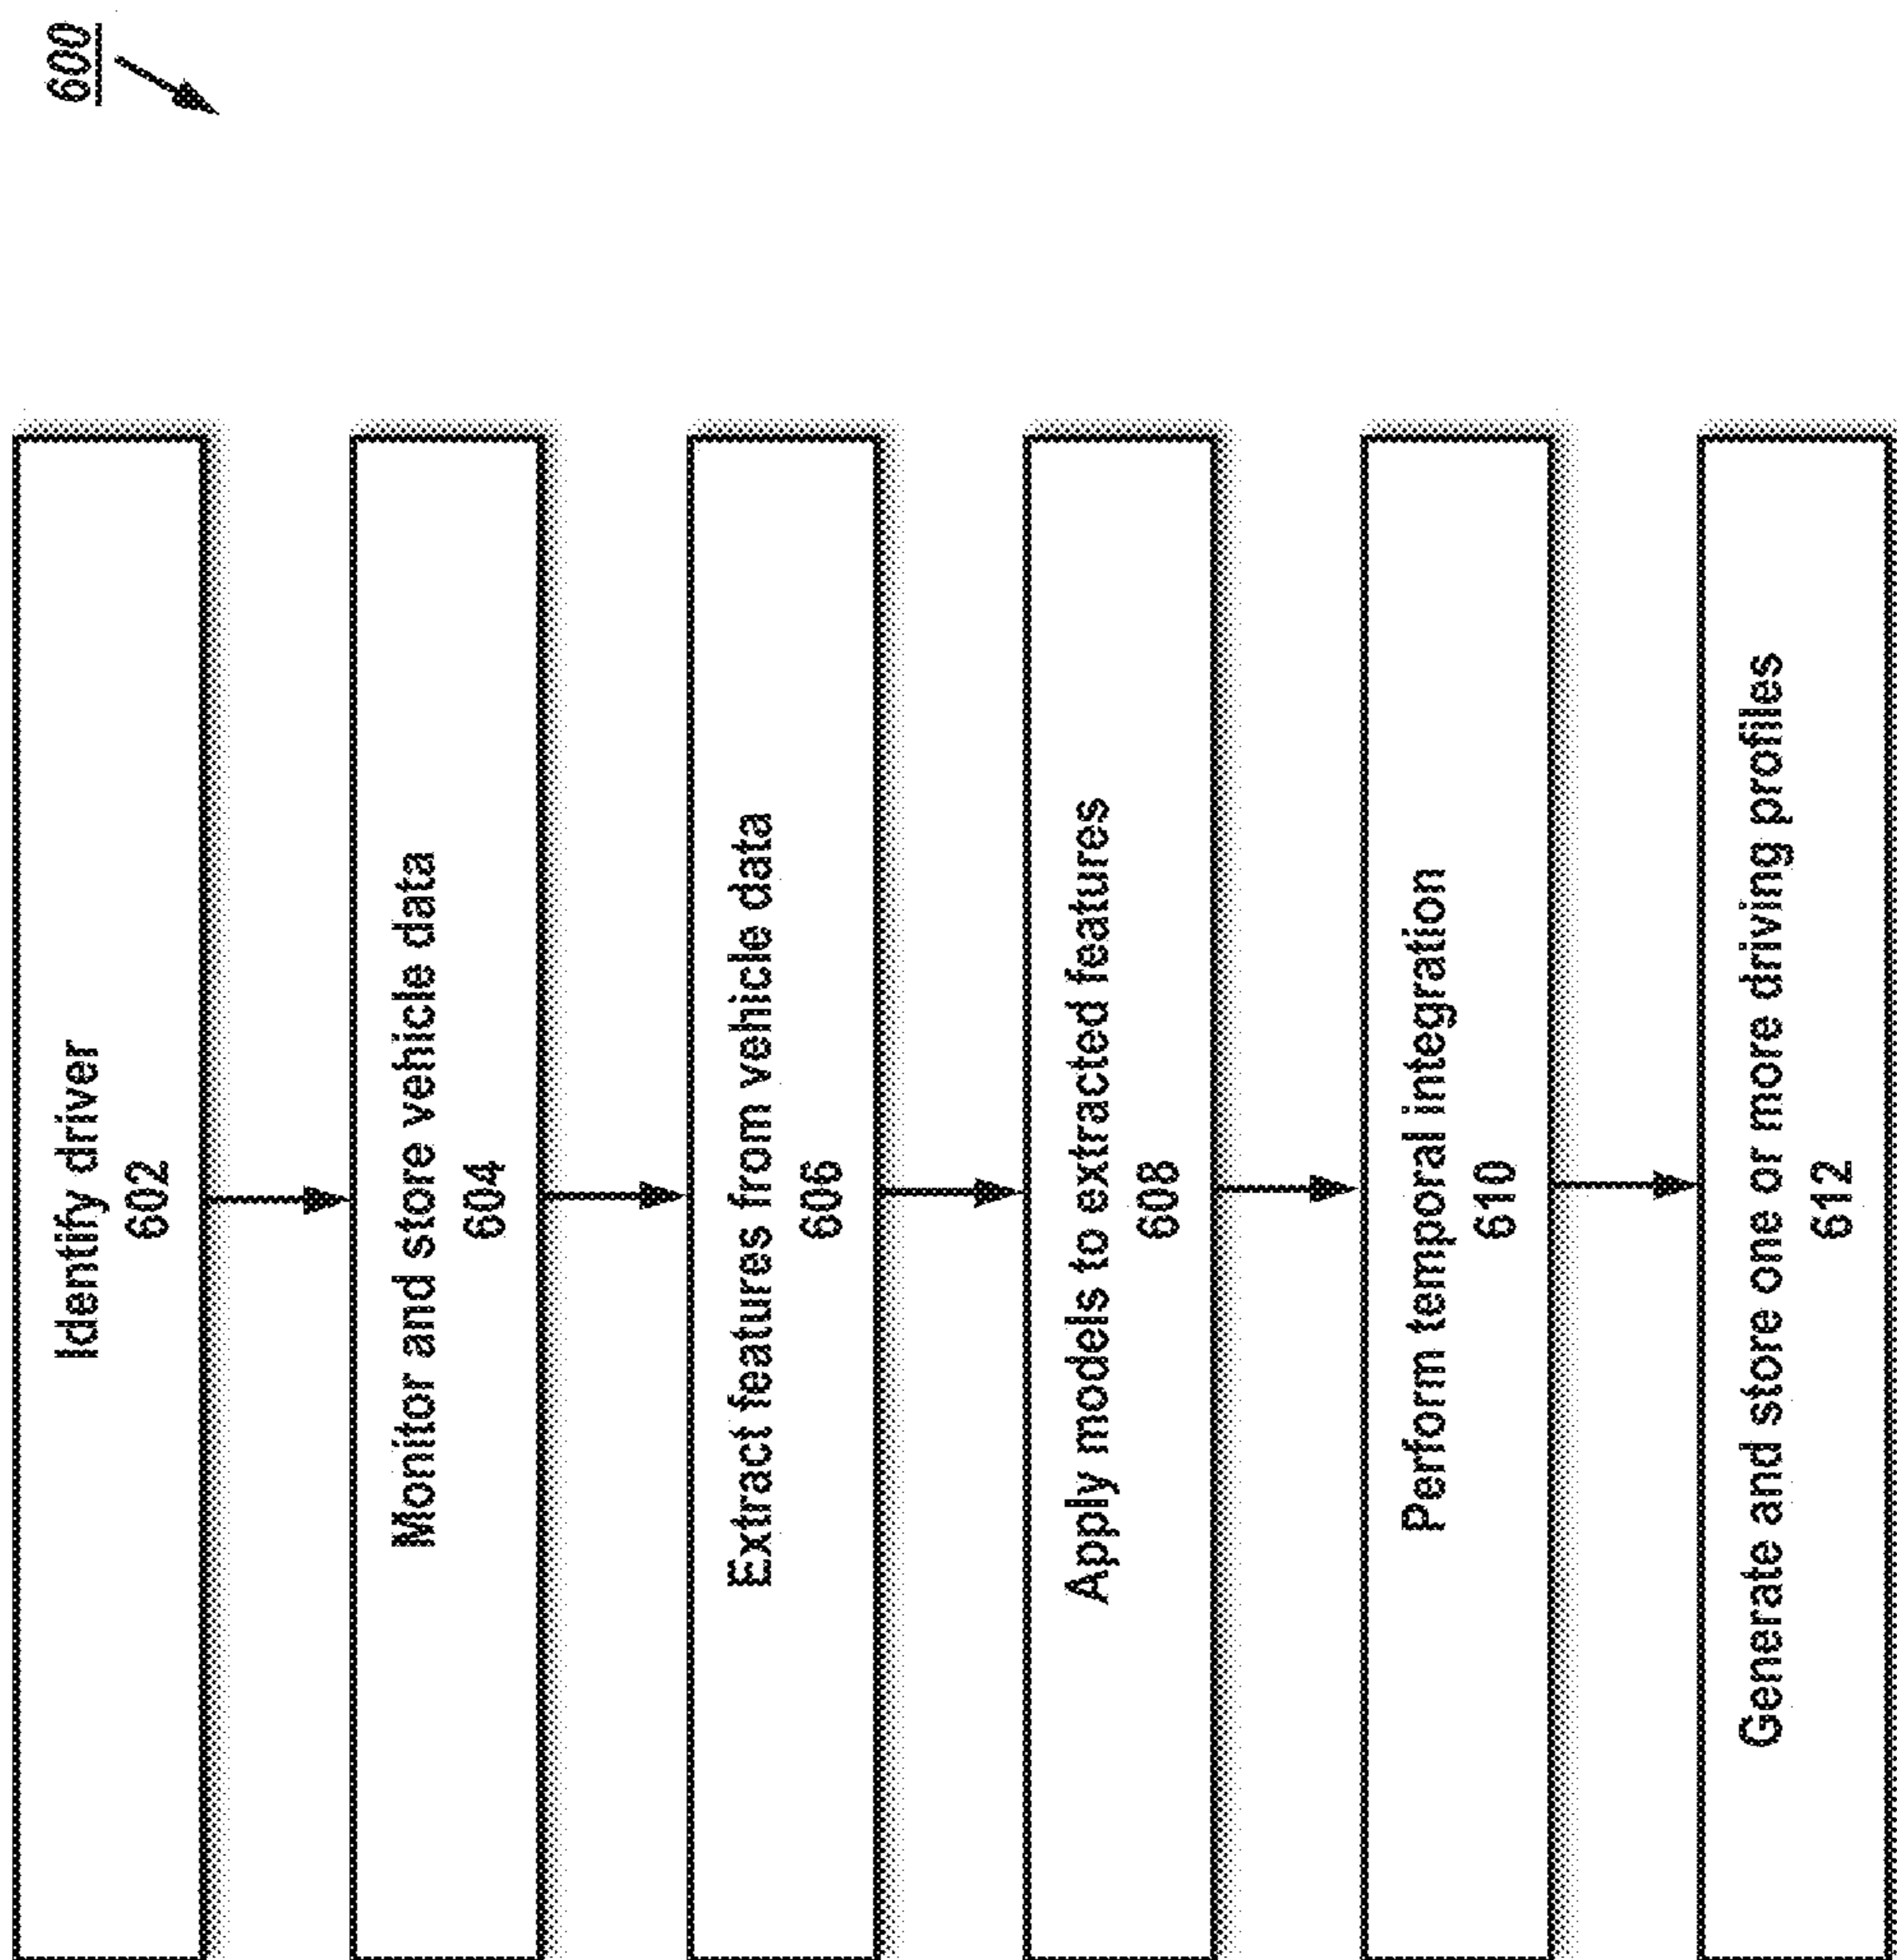 600
Identify driver
602
Monitor and store vehicle data
604
Extract features from vehicle data
606
Apply models to extracted features
608
Perform temporal integration
610
Generate and store one or more driving profiles
612